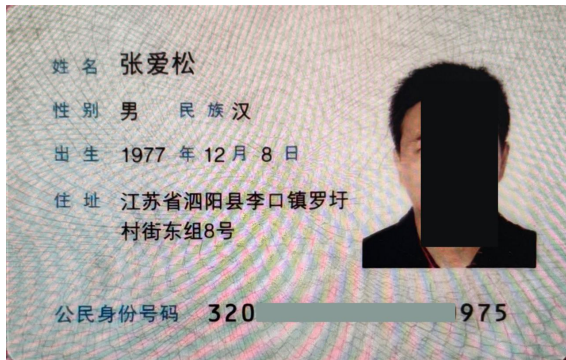 姓名 张爱松
性别 男 民族 汉
出生 1977 年 12 月 8 日
住址 江苏省泗阳县李口镇罗圩
村街东组8号
公民身份号码 320 975